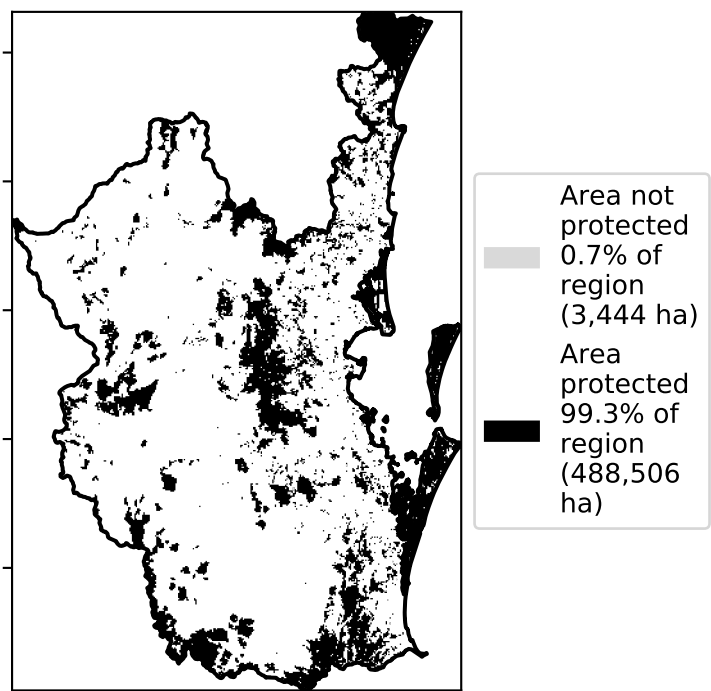 Area not
protected
0.7% of
region
(3,444 ha)
Area
protected
99.3% of
region
(488,506
ha)